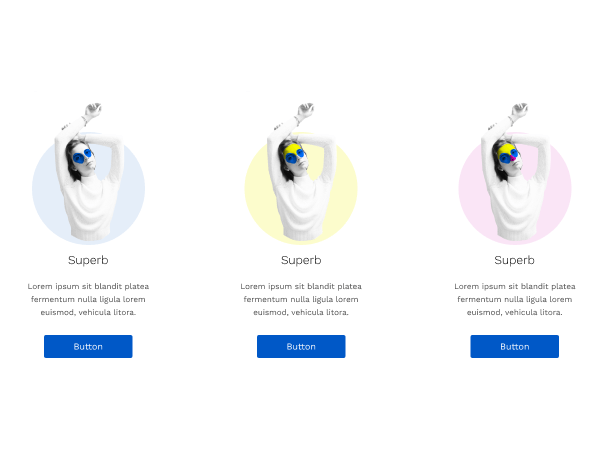 Superb
Lorem ipsum sit blandit platea
fermentum nulla ligula lorem
euismod, vehicula litora.
Button
Superb
Lorem ipsum sit blandit platea
fermentum nulla ligula lorem
euismod, vehicula litora.
Button
Superb
Lorem ipsum sit blandit platea
fermentum nulla ligula lorem
euismod, vehicula litora.
Button